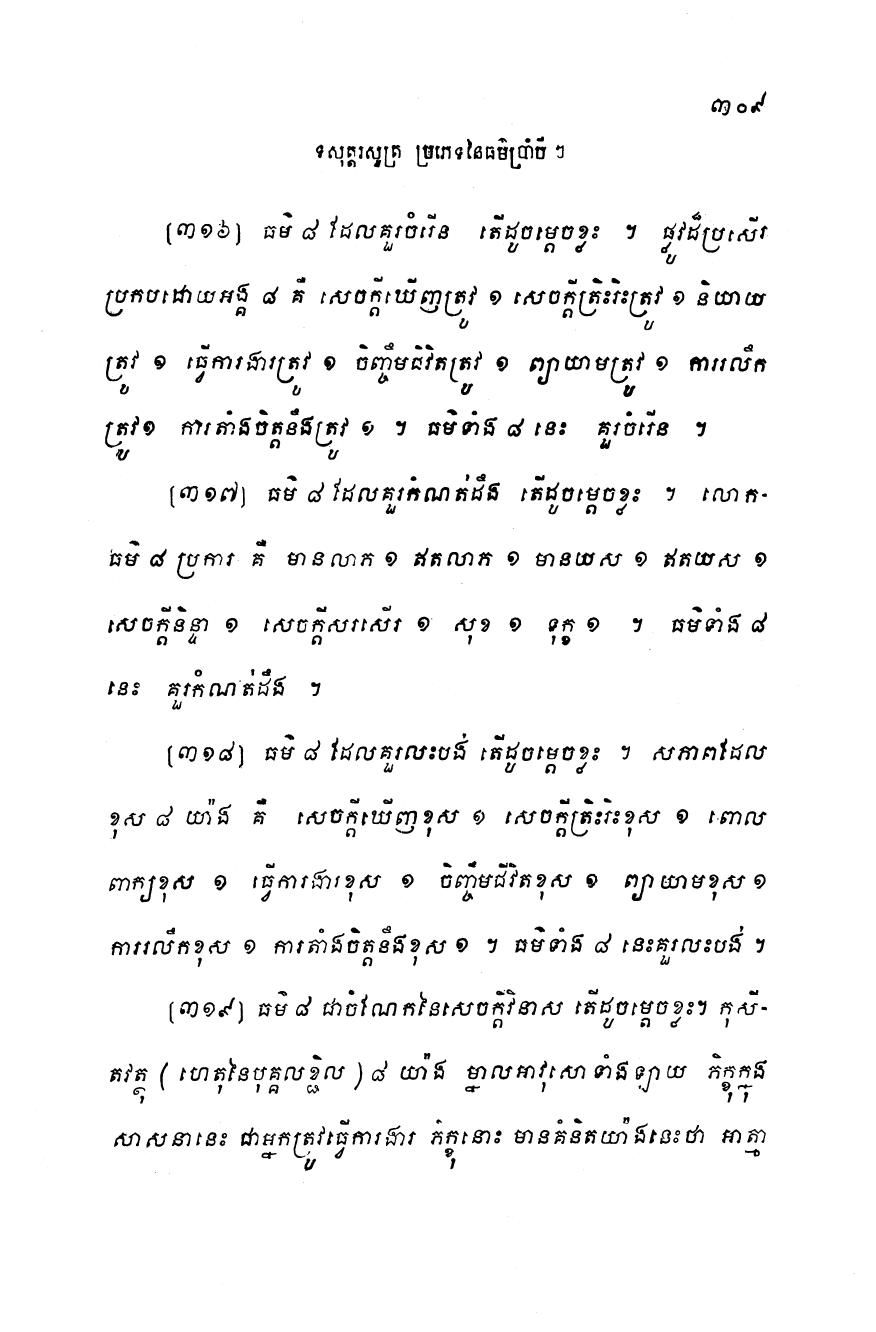 ៣០៩
ទសុត្តរសូត្រ ប្រភេទនៃធម៌ប្រាំបី ៗ
(៣១៦) ធម៌ ៨ ដែលគួរចំរើន តើដូចម្តេចខ្លះ ។ ផ្លូវដ៏ប្រសើរ
ប្រកបដោយអង្គ ៨ គឺ សេចក្តីឃើញត្រូវ ១ សេចក្តីត្រិះរិះត្រូវ ១ និយាយ
ត្រូវ ១ ធ្វើការងារត្រូវ ១ ចិញ្ចឹមជីវិតត្រូវ ១ ព្យាយាមត្រូវ ១ ការរលឹក
ត្រូវ១ ការតាំងចិត្តនឹងត្រូវ ១ ។ ធម៌ទាំង ៨ នេះ គួរចំរើន ។
(៣១៧) ធម៌ ៨ ដែលគួរកំណត់ដឹង តើដូចម្តេចខ្លះ ។ លោក-
ធម៌ ៨ ប្រការ គឺ មានលាភ ១ ឥតលាភ ១ មានយស ១ ឥតយស ១
សេចក្តីនិន្ទា ១ សេចក្តីសរសើរ ១ សុខ ១ ទុក្ខ ១ ។ ធម៌ទាំង ៨
នេះ គួរកំណត់ដឹង ។
(៣១៨) ធម៌ ៨ ដែលគួរលះបង់ តើដូចម្តេចខ្លះ ។ សភាពដែល
ខុស ៨ យ៉ាង គឺ សេចក្តីឃើញខុស ១ សេចក្តីត្រិះរិះខុស ១ ពោល
ពាក្យខុស ១ ធ្វើការងារខុស ១ ចិញ្ចឹមជីវិតខុស ១ ព្យាយាមខុស ១
ការរលឹកខុស ១ ការតាំងចិត្តនឹងខុស ១ ។ ធម៌ទាំង ៨ នេះគួរលះបង់ ។
(៣១៩) ធម៌ ៨ ជាចំណែកនៃសេចក្តីវិនាស តើដូចម្តេចខ្លះ។ កុសី-
តវត្ថុ ( ហេតុនៃបុគ្គលខ្ជិល ) ៨ យ៉ាង ម្នាលអាវុសោ ទាំងឡាយ ភិក្ខុក្នុង
សាសនានេះ ជាអ្នកត្រូវធ្វើការងារ ភិក្ខុនោះ មានគំនិតយ៉ាងនេះថា អាត្មា